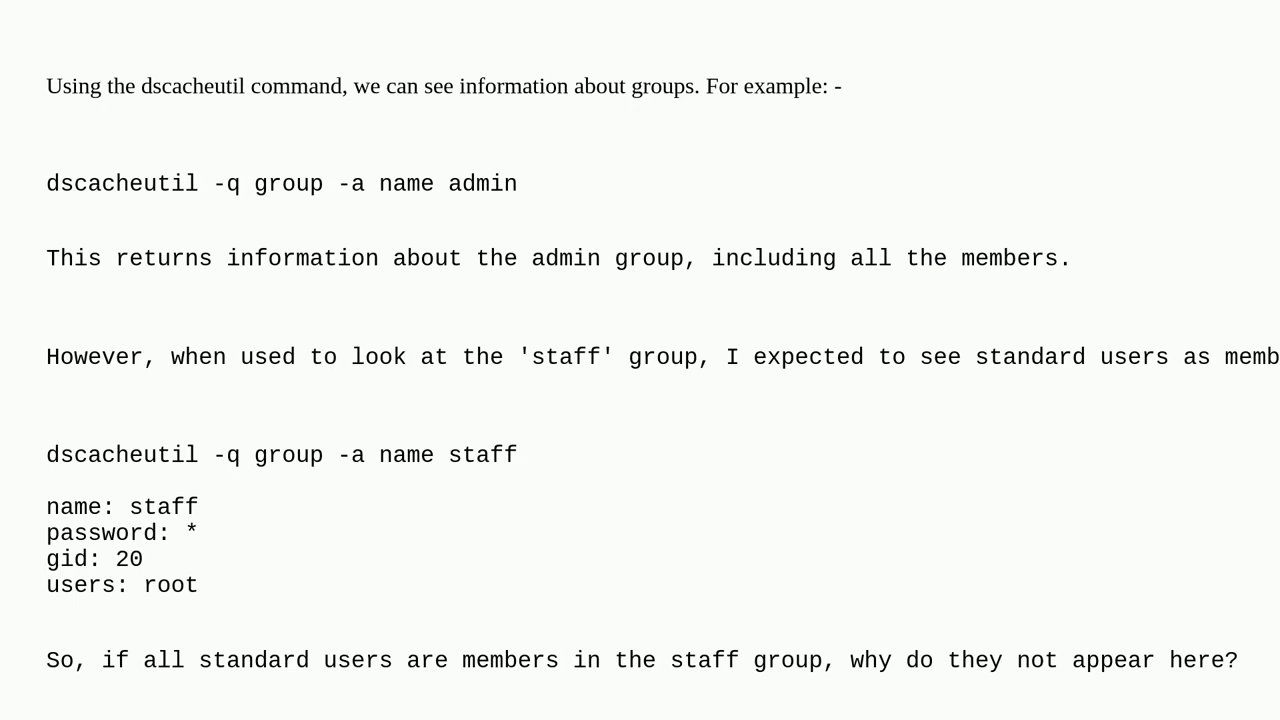 Using the dscacheutil command, we can see information about groups. For example: -
dscacheutil -q group -a name admin
This returns information about the admin group, including all the members.
However, when used to look at the 'staff' group, I expected to see standard users as memb
dscacheutil -q group -a name staff
name: staff
password: *
gid: 20
users: root
So, if all standard users are members in the staff group, why do they not appear here?